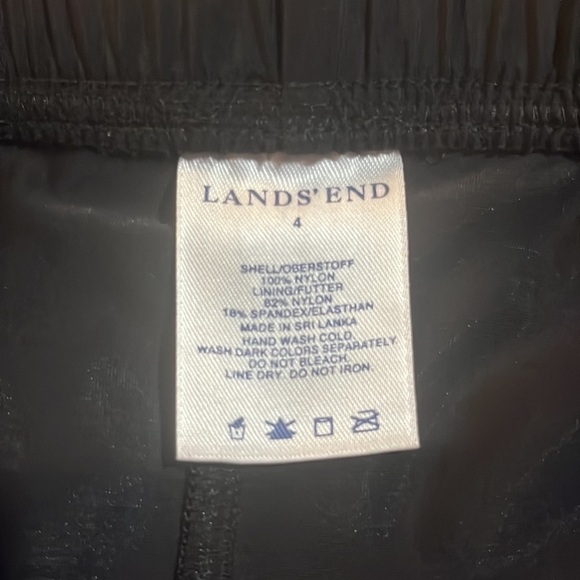 LANDS' END
4
SHELL/OBERSTOFF
100% NYLON
LINING/FUTTER
82% NYLON
18% SPANDEX/ELASTHAN
MADE IN SRI LANKA
HAND WASH COLD.
WASH DARK COLORS SEPARATELY
DO NOT BLEACH.
LINE DRY. DO NOT IRON.